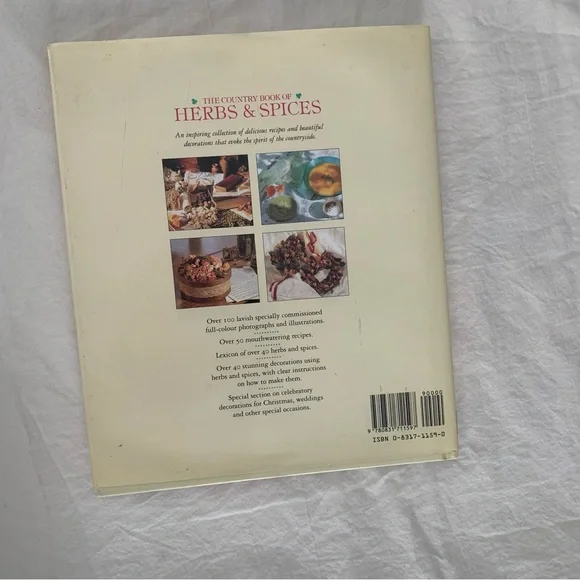 THE COUNTRY BOOK OF
HERBS & SPICES
An inspiring collection of delicious recipes and beautiful
decorations that evoke the spirit of the countryside.
Over 100 lavish specially commissioned
full-colour photographs and illustrations.
Over 50 mouthwatering recipes.
Lexicon of over 40 herbs and spices.
Over 40 stunning decorations using
herbs and spices, with clear instructions
on how to make them.
Special section on celebratory
decorations for Christmas, weddings
and other special occasions.
90000
9 780831 711597
ISBN 0-8317-1159-0